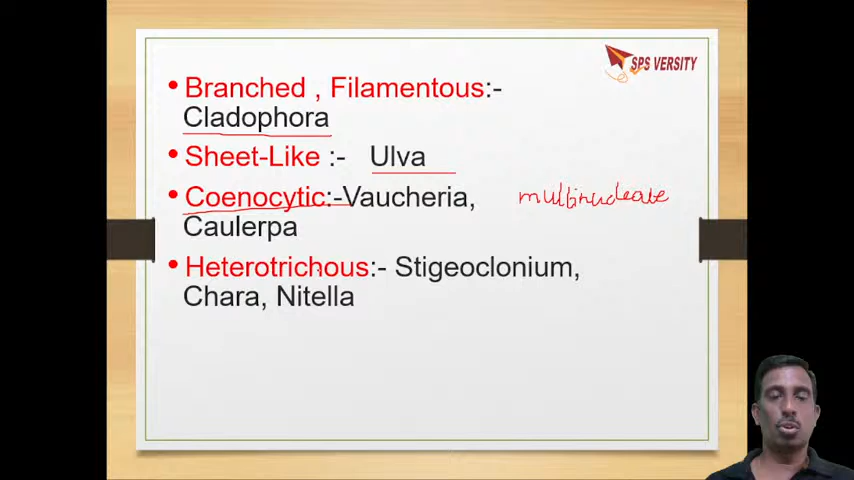 SPS VERSITY
• Branched , Filamentous:-
Cladophora
• Sheet-Like :- Ulva
• Coenocytic:-Vaucheria, multinucleate
Caulerpa
• Heterotrichous:- Stigeoclonium,
Chara, Nitella